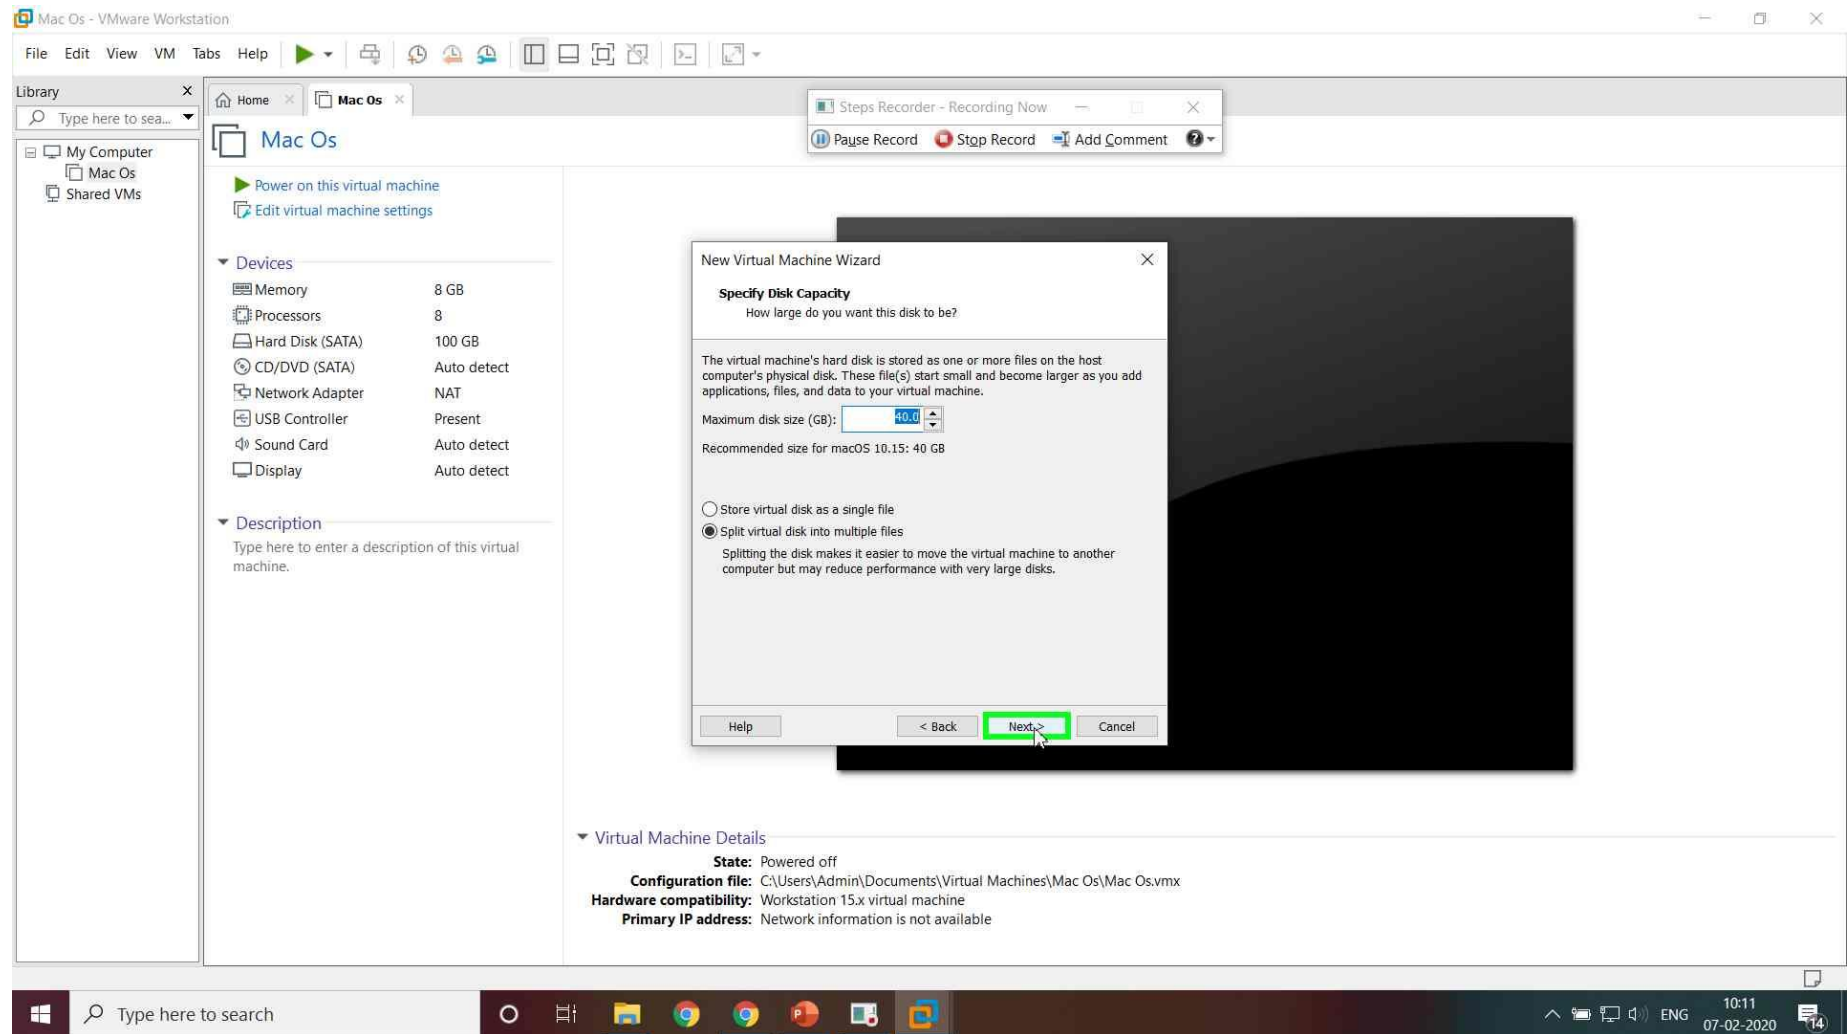 Mac Os - VMware Workstation
File Edit View VM Tabs Help
Library
Type here to sea...
My Computer
Mac Os
Shared VMs
Home
Mac Os
Mac Os
Steps Recorder - Recording Now
Pause Record Stop Record Add Comment
Power on this virtual machine
Edit virtual machine settings
Devices
Memory 8 GB
Processors 8
Hard Disk (SATA) 100 GB
CD/DVD (SATA) Auto detect
Network Adapter NAT
USB Controller Present
Sound Card Auto detect
Display Auto detect
Description
Type here to enter a description of this virtual
machine.
New Virtual Machine Wizard
Specify Disk Capacity
How large do you want this disk to be?
The virtual machine's hard disk is stored as one or more files on the host
computer's physical disk. These file(s) start small and become larger as you add
applications, files, and data to your virtual machine.
Maximum disk size (GB): 40.0
Recommended size for macOS 10.15: 40 GB
Store virtual disk as a single file
Split virtual disk into multiple files
Splitting the disk makes it easier to move the virtual machine to another
computer but may reduce performance with very large disks.
Help < Back Next > Cancel
Virtual Machine Details
State: Powered off
Configuration file: C:\Users\Admin\Documents\Virtual Machines\Mac Os\Mac Os.vmx
Hardware compatibility: Workstation 15.x virtual machine
Primary IP address: Network information is not available
Type here to search
ENG
10:11
07-02-2020
14